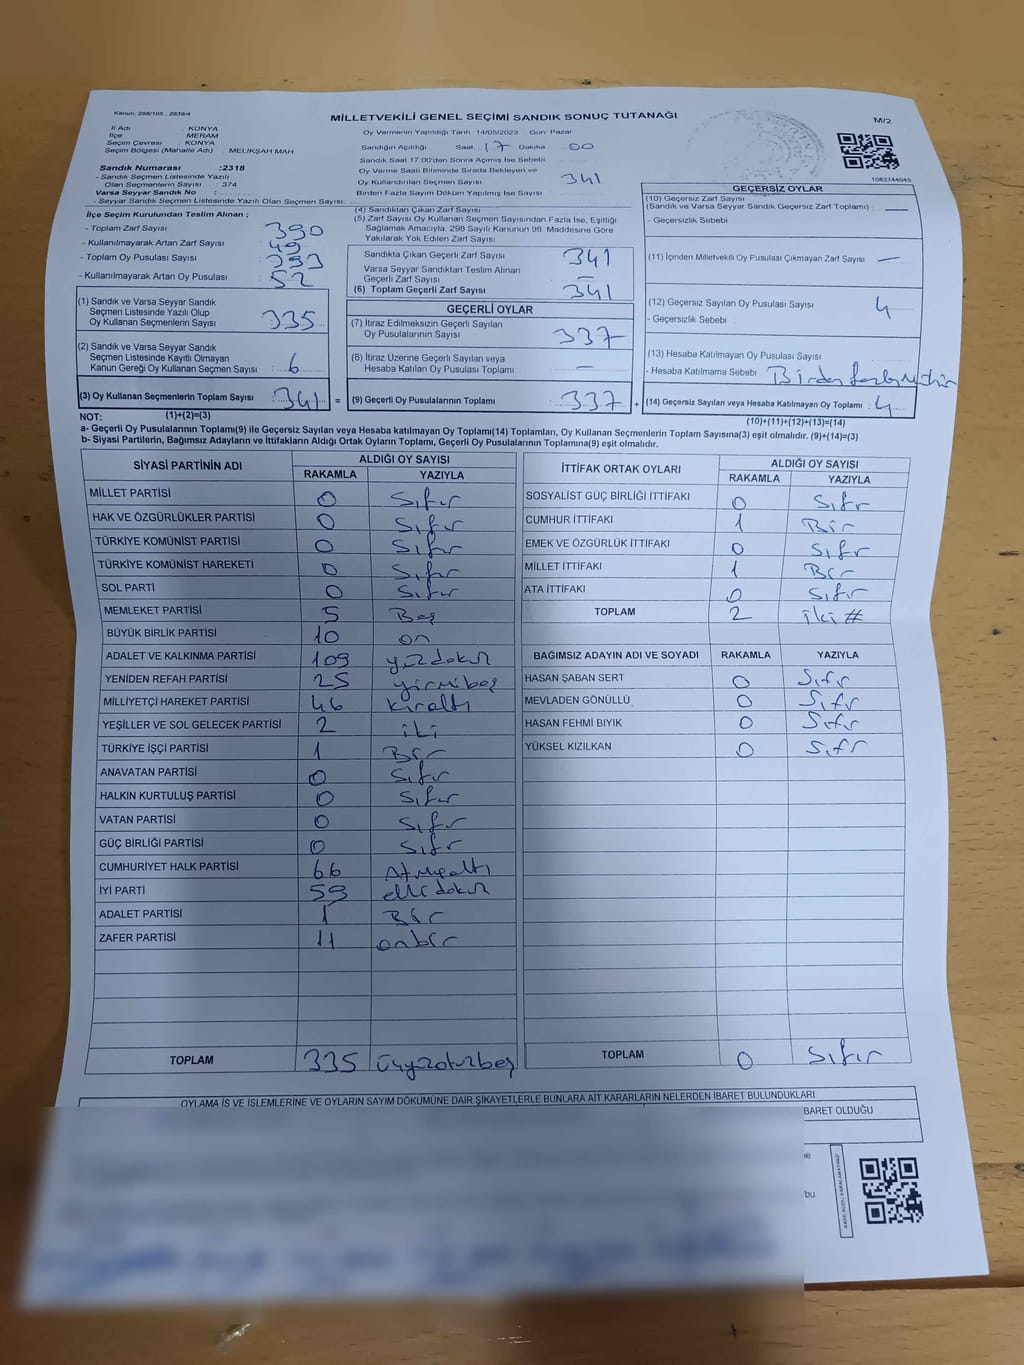 Kanun, 298/105 , 2839/4
MİLLETVEKİLİ GENEL SEÇİMİ SANDIK SONUÇ TUTANAĞI
M/2
İl Adı : KONYA
İlçe : MERAM
Seçim Çevresi : KONYA
Seçim Bölgesi (Mahalle Adı) : MELİKŞAH MAH.
Oy Vermenin Yapıldığı Tarih 14/05/2023 Gün Pazar
Sandığın Açıldığı Saat 17 Dakika 00
Sandık Saat 17.00'den Sonra Açılmış İse Sebebi
Oy Verme Saati Bitiminde Sırada Bekleyen ve
Oy Kullandırılan Seçmen Sayısı 341
Birden Fazla Sayım Döküm Yapılmış İse Sayısı
1083744045
Sandık Numarası :2318
- Sandık Seçmen Listesinde Yazılı
Olan Seçmenlerin Sayısı : 374
Varsa Seyyar Sandık No :
- Seyyar Sandık Seçmen Listesinde Yazılı Olan Seçmen Sayısı:
İlçe Seçim Kurulundan Teslim Alınan ;
- Toplam Zarf Sayısı : 390
- Kullanılmayarak Artan Zarf Sayısı : 49
- Toplam Oy Pusulası Sayısı : 393
- Kullanılmayarak Artan Oy Pusulası : 52
(1) Sandık ve Varsa Seyyar Sandık
Seçmen Listesinde Yazılı Olup
Oy Kullanan Seçmenlerin Sayısı : 335
(2) Sandık ve Varsa Seyyar Sandık
Seçmen Listesinde Kayıtlı Olmayan
Kanun Gereği Oy Kullanan Seçmen Sayısı : 6
(3) Oy Kullanan Seçmenlerin Toplam Sayısı : 341 =
(4) Sandıktan Çıkan Zarf Sayısı
(5) Zarf Sayısı Oy Kullanan Seçmen Sayısından Fazla İse, Eşitliği
Sağlamak Amacıyla, 298 Sayılı Kanunun 98. Maddesine Göre
Yakılarak Yok Edilen Zarf Sayısı
Sandıkta Çıkan Geçerli Zarf Sayısı 341
Varsa Seyyar Sandıktan Teslim Alınan
Geçerli Zarf Sayısı —
(6) Toplam Geçerli Zarf Sayısı 341
GEÇERLİ OYLAR
(7) İtiraz Edilmeksizin Geçerli Sayılan
Oy Pusulalarının Sayısı 337
(8) İtiraz Üzerine Geçerli Sayılan veya
Hesaba Katılan Oy Pusulası Toplamı : —
(9) Geçerli Oy Pusulalarının Toplamı : 337 +
GEÇERSİZ OYLAR
(10) Geçersiz Zarf Sayısı
(Sandık ve Varsa Seyyar Sandık Geçersiz Zarf Toplamı) : —
- Geçersizlik Sebebi
(11) İçinden Milletvekili Oy Pusulası Çıkmayan Zarf Sayısı —
(12) Geçersiz Sayılan Oy Pusulası Sayısı 4
- Geçersizlik Sebebi
(13) Hesaba Katılmayan Oy Pusulası Sayısı
- Hesaba Katılmama Sebebi Birden
(14) Geçersiz Sayılan veya Hesaba Katılmayan Oy Toplamı : 4
NOT: (1)+(2)=(3)
(10)+(11)+(12)+(13)=(14)
a- Geçerli Oy Pusulalarının Toplamı(9) ile Geçersiz Sayılan veya Hesaba katılmayan Oy Toplamı(14) Toplamları, Oy Kullanan Seçmenlerin Toplam Sayısına(3) eşit olmalıdır. (9)+(14)=(3)
b- Siyasi Partilerin, Bağımsız Adayların ve İttifakların Aldığı Ortak Oyların Toplamı, Geçerli Oy Pusulalarının Toplamına(9) eşit olmalıdır.
SİYASİ PARTİNİN ADI ALDIĞI OY SAYISI
RAKAMLA YAZIYLA
MİLLET PARTİSİ 0 Sıfır
HAK VE ÖZGÜRLÜKLER PARTİSİ 0 Sıfır
TÜRKİYE KOMÜNİST PARTİSİ 0 Sıfır
TÜRKİYE KOMÜNİST HAREKETİ 0 Sıfır
SOL PARTİ 0 Sıfır
MEMLEKET PARTİSİ 5 Beş
BÜYÜK BİRLİK PARTİSİ 10 on
ADALET VE KALKINMA PARTİSİ 109 yüzdokuz
YENİDEN REFAH PARTİSİ 25 yirmibeş
MİLLİYETÇİ HAREKET PARTİSİ 46 kırkaltı
YEŞİLLER VE SOL GELECEK PARTİSİ 2 iki
TÜRKİYE İŞÇİ PARTİSİ 1 Bir
ANAVATAN PARTİSİ 0 Sıfır
HALKIN KURTULUŞ PARTİSİ 0 Sıfır
VATAN PARTİSİ 0 Sıfır
GÜÇ BİRLİĞİ PARTİSİ 0 Sıfır
CUMHURİYET HALK PARTİSİ 66 Atmışaltı
İYİ PARTİ 59 ellidokuz
ADALET PARTİSİ 1 Bir
ZAFER PARTİSİ 11 onbir
TOPLAM 335 üçyüzotuzbeş
İTTİFAK ORTAK OYLARI ALDIĞI OY SAYISI
RAKAMLA YAZIYLA
SOSYALİST GÜÇ BİRLİĞİ İTTİFAKI 0 Sıfır
CUMHUR İTTİFAKI 1 Bir
EMEK VE ÖZGÜRLÜK İTTİFAKI 0 Sıfır
MİLLET İTTİFAKI 1 Bir
ATA İTTİFAKI 0 Sıfır
TOPLAM 2 iki #
BAĞIMSIZ ADAYIN ADI VE SOYADI RAKAMLA YAZIYLA
HASAN ŞABAN SERT 0 Sıfır
MEVLADEN GÖNÜLLÜ 0 Sıfır
HASAN FEHMİ BIYIK 0 Sıfır
YÜKSEL KIZILKAN 0 Sıfır
TOPLAM 0 Sıfır
OYLAMA İŞ VE İŞLEMLERİNE VE OYLARIN SAYIM DÖKÜMÜNE DAİR ŞİKAYETLERLE BUNLARA AİT KARARLARIN NELERDEN İBARET BULUNDUKLARI
BARET OLDUĞU
bu